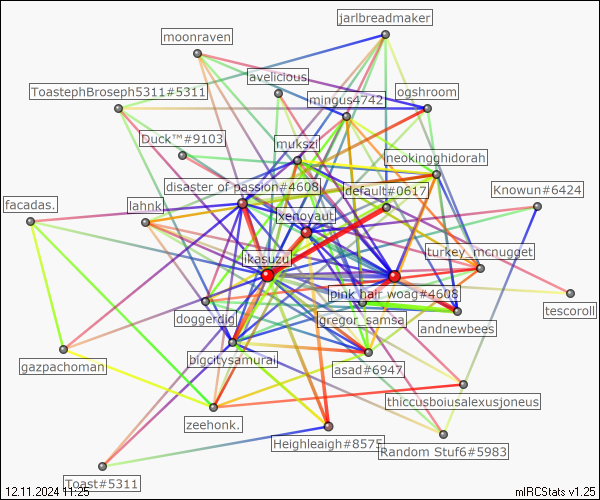 jarlbreadmaker
moonraven
avelicious
ToastephBroseph5311#5311
mingus4742
ogshroom
Duck™#9103
mukszi
neokingghidorah
disaster of passion#4608
!default#0617
Knowun#6424
facadas.
lahnk
xenoyaut
turkey_mcnugget
ikasuzu
pink hair woag#4608
tescoroll
doggerdig
gregor_samsa
andnewbees
bigcitysamurai
asad#6947
gazpachoman
thiccusboiusalexusjoneus
zeehonk.
Heighleaigh#8575
Random Stuf6#5983
Toast#5311
12.11.2024 11:25
mIRCStats v1.25